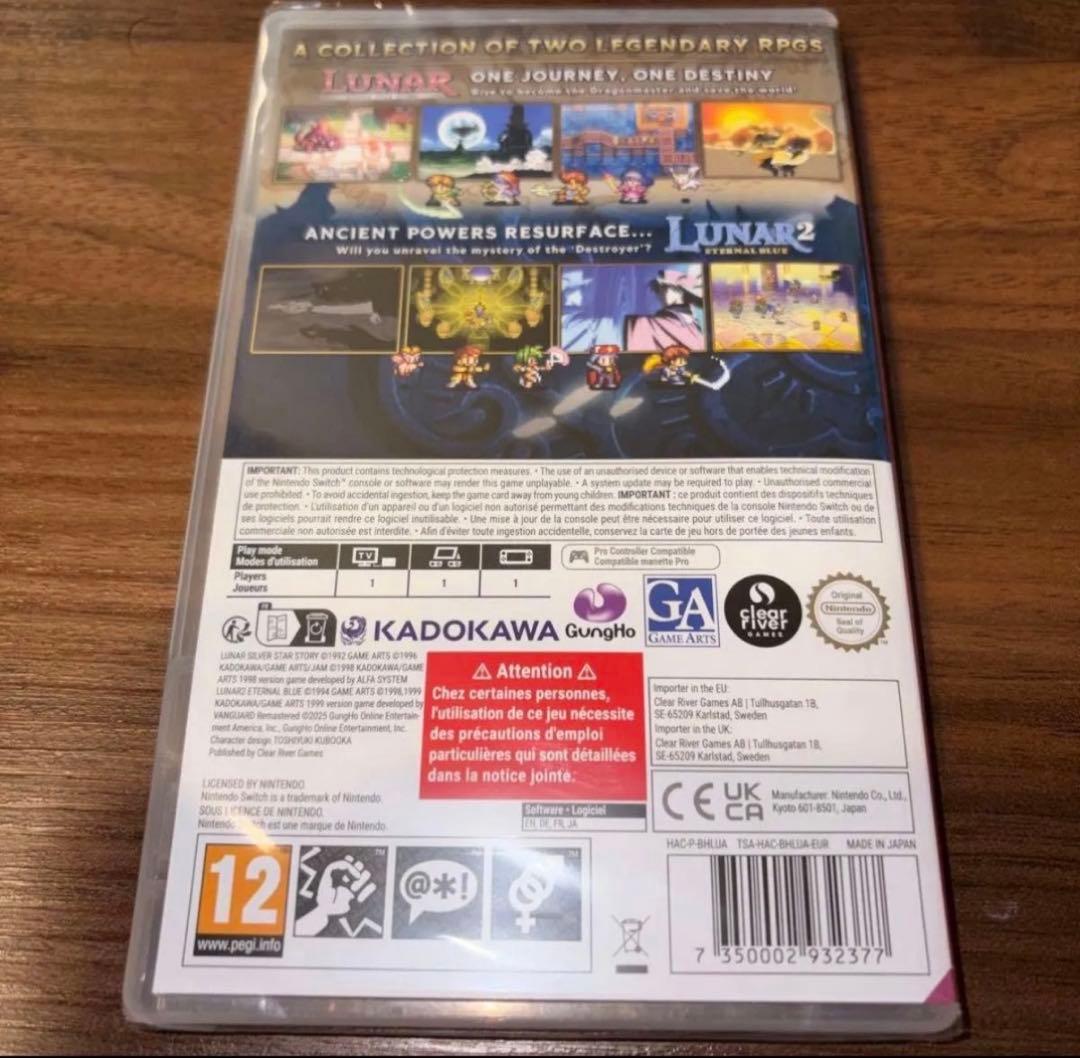 A COLLECTION OF TWO LEGENDARY RPGS
LUNAR ONE JOURNEY, ONE DESTINY
Rise to become the Dragonmaster and save the world!
ANCIENT POWERS RESURFACE...
Will you unravel the mystery of the 'Destroyer'?
LUNAR2
ETERNAL BLUE
IMPORTANT: This product contains technological protection measures. • The use of an unauthorised device or software that enables technical modification
of the Nintendo Switch™ console or software may render this game unplayable. • A system update may be required to play. • Unauthorised commercial
use prohibited. • To avoid accidental ingestion, keep the game card away from young children. IMPORTANT : ce produit contient des dispositifs techniques
de protection. • L'utilisation d'un appareil ou d'un logiciel non autorisé permettant des modifications techniques de la console Nintendo Switch ou de
ses logiciels pourrait rendre ce logiciel inutilisable. • Une mise à jour de la console peut être nécessaire pour utiliser ce logiciel. • Toute utilisation
commerciale non autorisée est interdite. • Afin d'éviter toute ingestion accidentelle, conservez la carte de jeu hors de portée des jeunes enfants.
Play mode
Modes d'utilisation
TV
Players
Joueurs
1
1
1
Pro Controller Compatible
Compatible manette Pro
FR
KADOKAWA
GungHo
GA
GAME ARTS
clear
river
GAMES
Original
Nintendo
Seal of
Quality
TM
LUNAR SILVER STAR STORY ©1992 GAME ARTS ©1996
KADOKAWA/GAME ARTS/JAM ©1998 KADOKAWA/GAME
ARTS 1998 version game developed by ALFA SYSTEM
LUNAR2 ETERNAL BLUE ©1994 GAME ARTS ©1998,1999
KADOKAWA/GAME ARTS 1999 version game developed by
VANGUARD Remastered ©2025 GungHo Online Entertain-
ment America, Inc., GungHo Online Entertainment, Inc.
Character design: TOSHIYUKI KUBOOKA
Published by Clear River Games
LICENSED BY NINTENDO
Nintendo Switch is a trademark of Nintendo.
SOUS LICENCE DE NINTENDO.
Nintendo Switch est une marque de Nintendo.
⚠ Attention ⚠
Chez certaines personnes,
l'utilisation de ce jeu nécessite
des précautions d'emploi
particulières qui sont détaillées
dans la notice jointe.
Software • Logiciel
EN, DE, FR, JA
Importer in the EU:
Clear River Games AB | Tullhusgatan 1B,
SE-65209 Karlstad, Sweden
Importer in the UK:
Clear River Games AB | Tullhusgatan 1B,
SE-65209 Karlstad, Sweden
CE UK
CA
Manufacturer: Nintendo Co., Ltd.,
Kyoto 601-8501, Japan
HAC-P-BHLUA TSA-HAC-BHLUA-EUR MADE IN JAPAN
12
www.pegi.info
TM
@*!
TM
TM
7 350002 932377